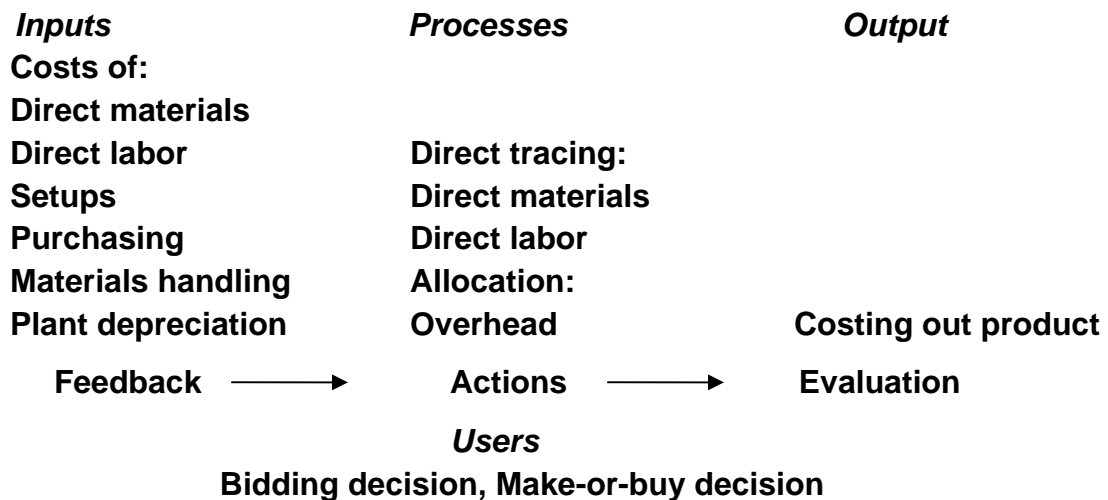 Inputs Processes Output
Costs of:
Direct materials
Direct labor Direct tracing:
Setups Direct materials
Purchasing Direct labor
Materials handling Allocation:
Plant depreciation Overhead Costing out product
Feedback Actions Evaluation
Users
Bidding decision, Make-or-buy decision